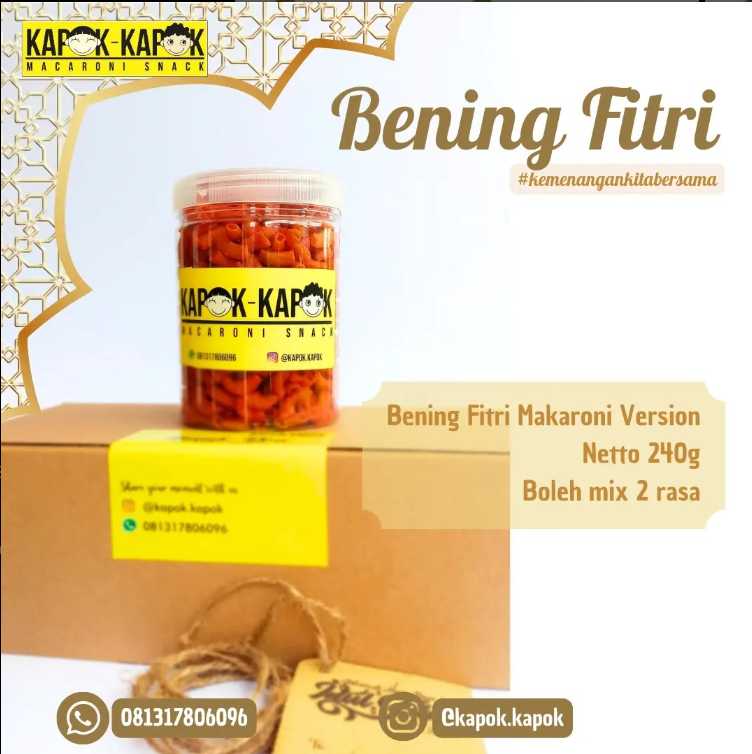 KAPOK-KAPOK
MACARONI SNACK
Bening Fitri
#kemenangankitabersama
KAPOK-KAPOK
MACARONI SNACK
081317806096
@KAPOK.KAPOK
Bening Fitri Makaroni Version
Netto 240g
Boleh mix 2 rasa
Share your moment with us
@kapok.kapok
081317806096
081317806096
@kapok.kapok